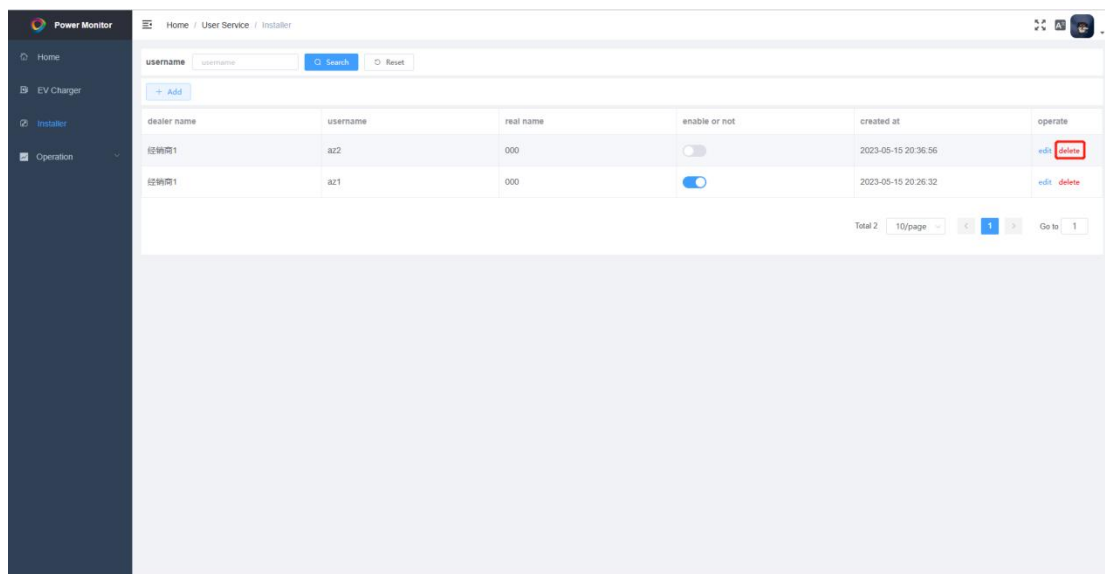 Power Monitor
Home / User Service / Installer
Home
EV Charger
Installer
Operation
username username Search Reset
+ Add
dealer name username real name enable or not created at operate
经销商1 az2 000 2023-05-15 20:36:56 edit delete
经销商1 az1 000 2023-05-15 20:26:32 edit delete
Total 2 10/page < 1 > Go to 1